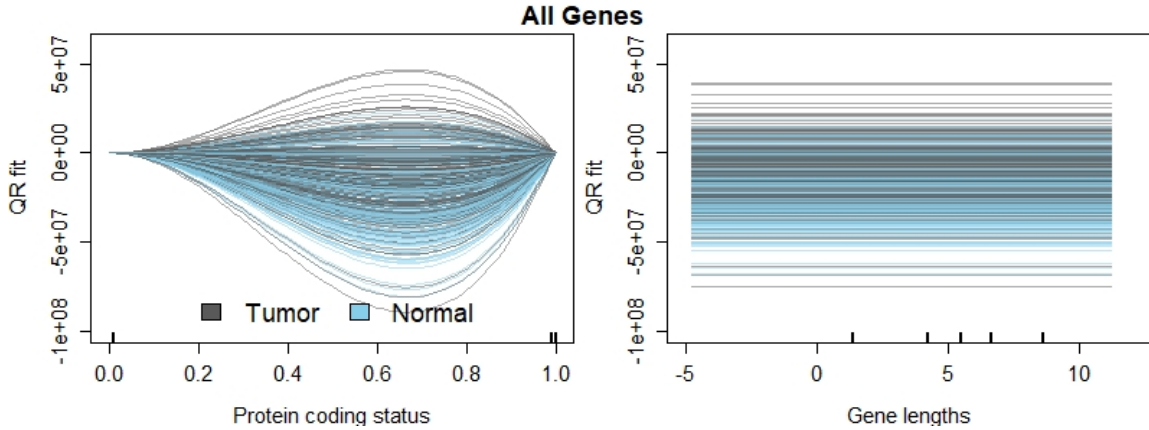 All Genes
QR fit
5e+07
0e+00
-5e+07
-1e+08
Tumor
Normal
0.0 0.2 0.4 0.6 0.8 1.0
Protein coding status
QR fit
5e+07
0e+00
-5e+07
-1e+08
-5 0 5 10
Gene lengths